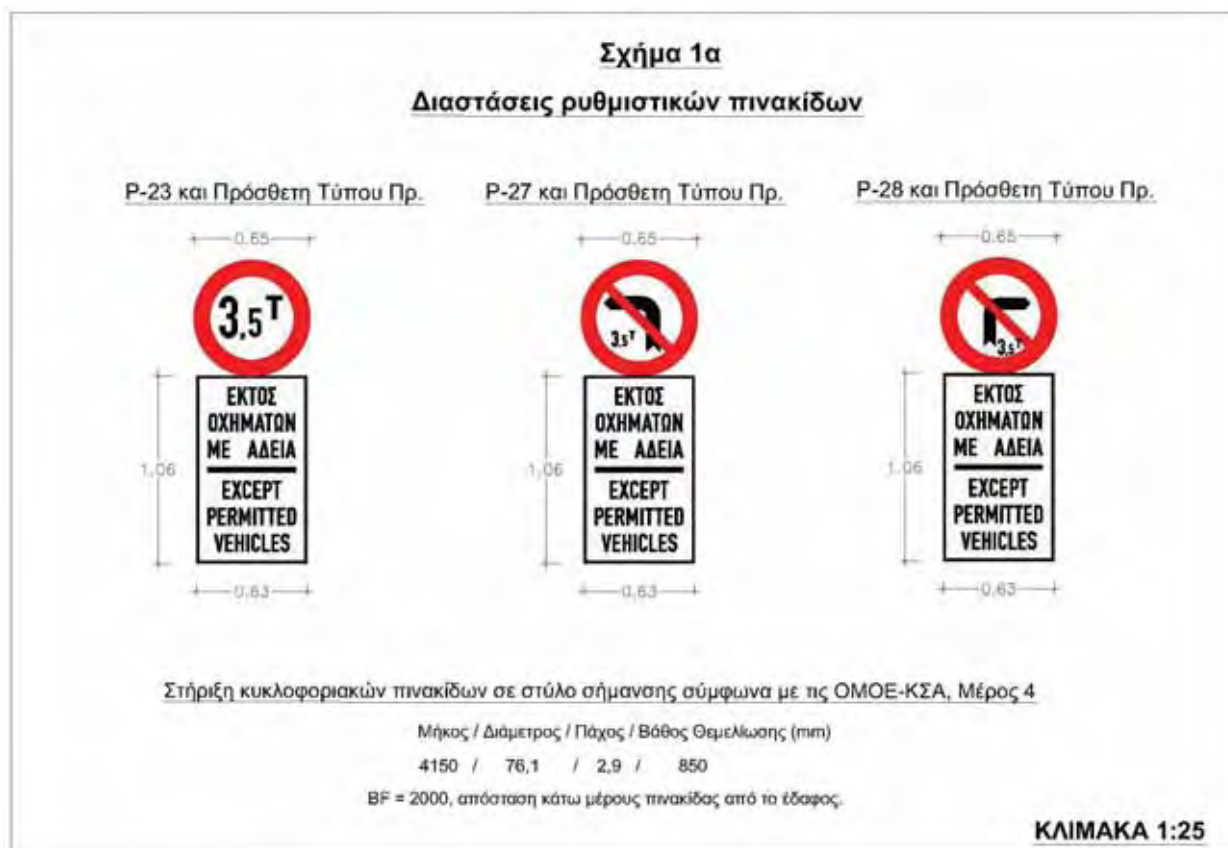 Σχήμα 1α
Διαστάσεις ρυθμιστικών πινακίδων
Ρ-23 και Πρόσθετη Τύπου Πρ.
0.65
3,5 T
1,06
ΕΚΤΟΣ
ΟΧΗΜΑΤΩΝ
ΜΕ ΑΔΕΙΑ
EXCEPT
PERMITTED
VEHICLES
0,63
Ρ-27 και Πρόσθετη Τύπου Πρ.
0.65
3,5 T
1,06
ΕΚΤΟΣ
ΟΧΗΜΑΤΩΝ
ΜΕ ΑΔΕΙΑ
EXCEPT
PERMITTED
VEHICLES
0,63
Ρ-28 και Πρόσθετη Τύπου Πρ.
0.65
3,5 T
1,06
ΕΚΤΟΣ
ΟΧΗΜΑΤΩΝ
ΜΕ ΑΔΕΙΑ
EXCEPT
PERMITTED
VEHICLES
0,63
Στήριξη κυκλοφοριακών πινακίδων σε στύλο σήμανσης σύμφωνα με τις ΟΜΟΕ-ΚΣΑ, Μέρος 4
Μήκος / Διάμετρος / Πάχος / Βάθος Θεμελίωσης (mm)
4150 / 76,1 / 2,9 / 850
BF = 2000, απόσταση κάτω μέρους πινακίδας από το έδαφος.
ΚΛΙΜΑΚΑ 1:25